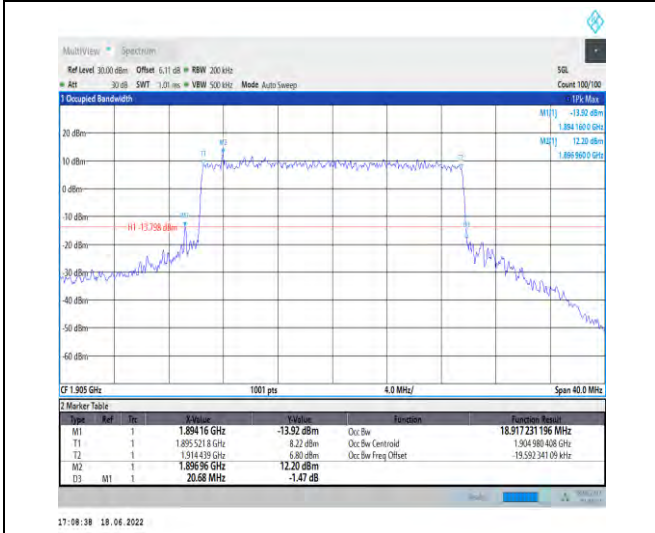 MultiView Spectrum
Ref Level 30.00 dBm Offset 6.11 dB RBW 200 kHz SGL
Att 30 dB SWT 1.01 ms VBW 500 kHz Mode Auto Sweep Count 100/100
1 Occupied Bandwidth 1Pk Max
M1[1] -13.92 dBm
1.894 160 0 GHz
M2[1] 12.20 dBm
1.896 960 0 GHz
20 dBm
M2
T1 T2
10 dBm
0 dBm
-10 dBm
M1
H1 -13.798 dBm
-20 dBm
-30 dBm
-40 dBm
-50 dBm
-60 dBm
CF 1.905 GHz 1001 pts 4.0 MHz/ Span 40.0 MHz
2 Marker Table
Type Ref Trc X-Value Y-Value Function Function Result
M1 1 1.894 16 GHz -13.92 dBm Occ Bw 18.917 231 196 MHz
T1 1 1.895 521 8 GHz 8.22 dBm Occ Bw Centroid 1.904 980 408 GHz
T2 1 1.914 439 GHz 6.80 dBm Occ Bw Freq Offset -19.592 341 09 kHz
M2 1 1.896 96 GHz 12.20 dBm
D3 M1 1 20.68 MHz -1.47 dB
17:08:38 18.06.2022